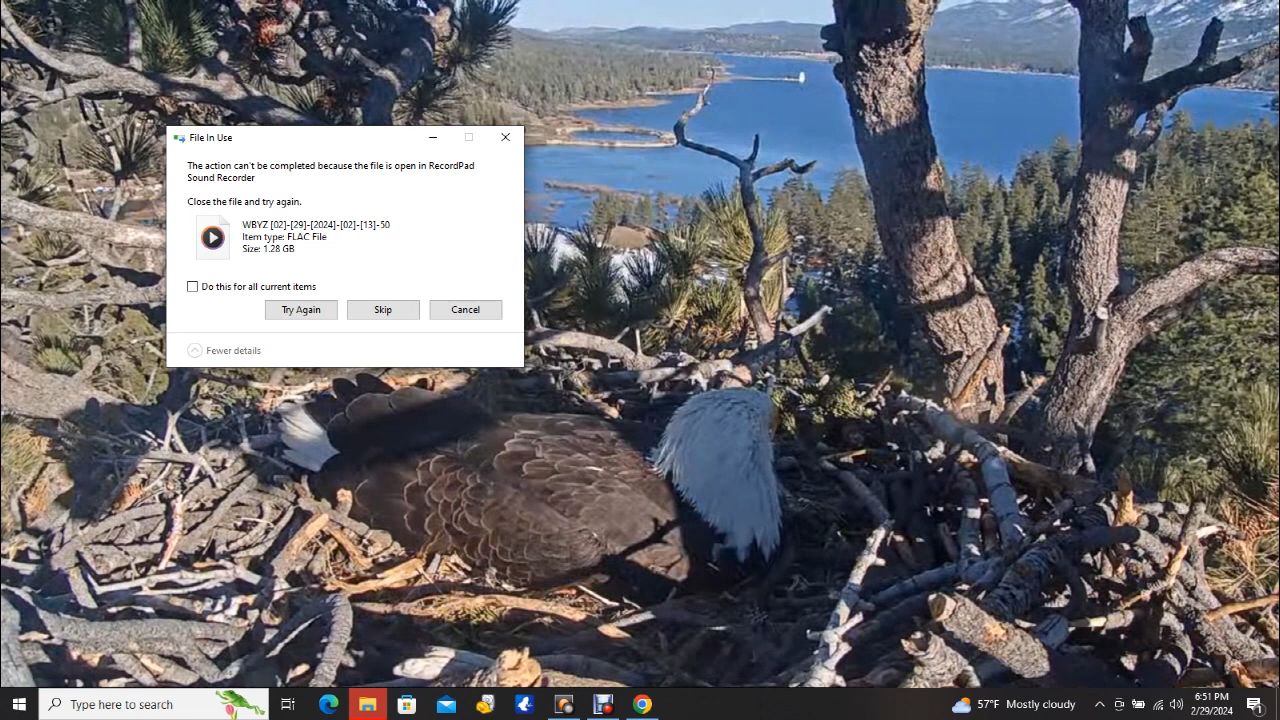 File In Use
The action can't be completed because the file is open in RecordPad
Sound Recorder
Close the file and try again.
WBYZ [02]-[29]-[2024]-[02]-[13]-50
Item type: FLAC File
Size: 1.28 GB
Do this for all current items
Try Again
Skip
Cancel
Fewer details
Type here to search
57°F Mostly cloudy
6:51 PM
2/29/2024
1